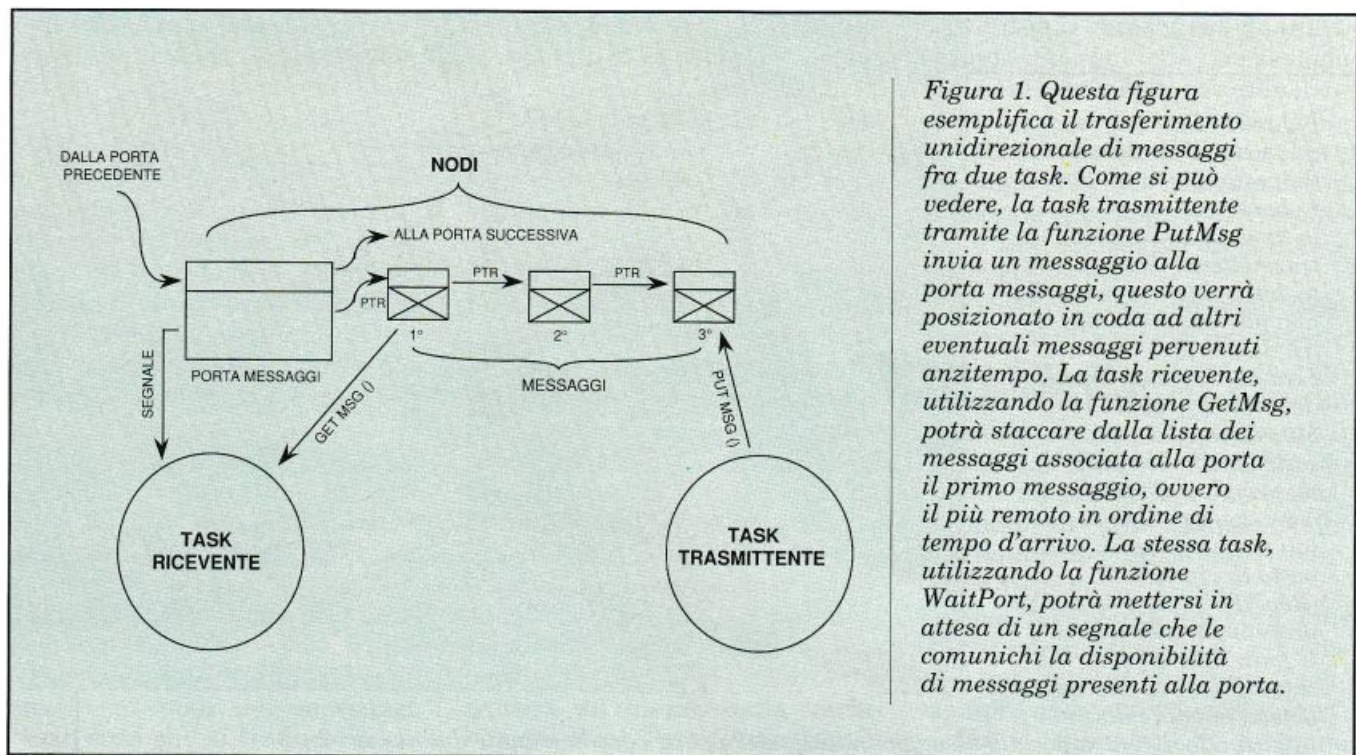 DALLA PORTA
PRECEDENTE
NODI
ALLA PORTA SUCCESSIVA
PTR
PTR
PTR
1°
2°
3°
PORTA MESSAGGI
MESSAGGI
SEGNALE
GET MSG ()
PUT MSG ()
TASK
RICEVENTE
TASK
TRASMITTENTE
Figura 1. Questa figura
esemplifica il trasferimento
unidirezionale di messaggi
fra due task. Come si può
vedere, la task trasmittente
tramite la funzione PutMsg
invia un messaggio alla
porta messaggi, questo verrà
posizionato in coda ad altri
eventuali messaggi pervenuti
anzitempo. La task ricevente,
utilizzando la funzione GetMsg,
potrà staccare dalla lista dei
messaggi associata alla porta
il primo messaggio, ovvero
il più remoto in ordine di
tempo d'arrivo. La stessa task,
utilizzando la funzione
WaitPort, potrà mettersi in
attesa di un segnale che le
comunichi la disponibilità
di messaggi presenti alla porta.